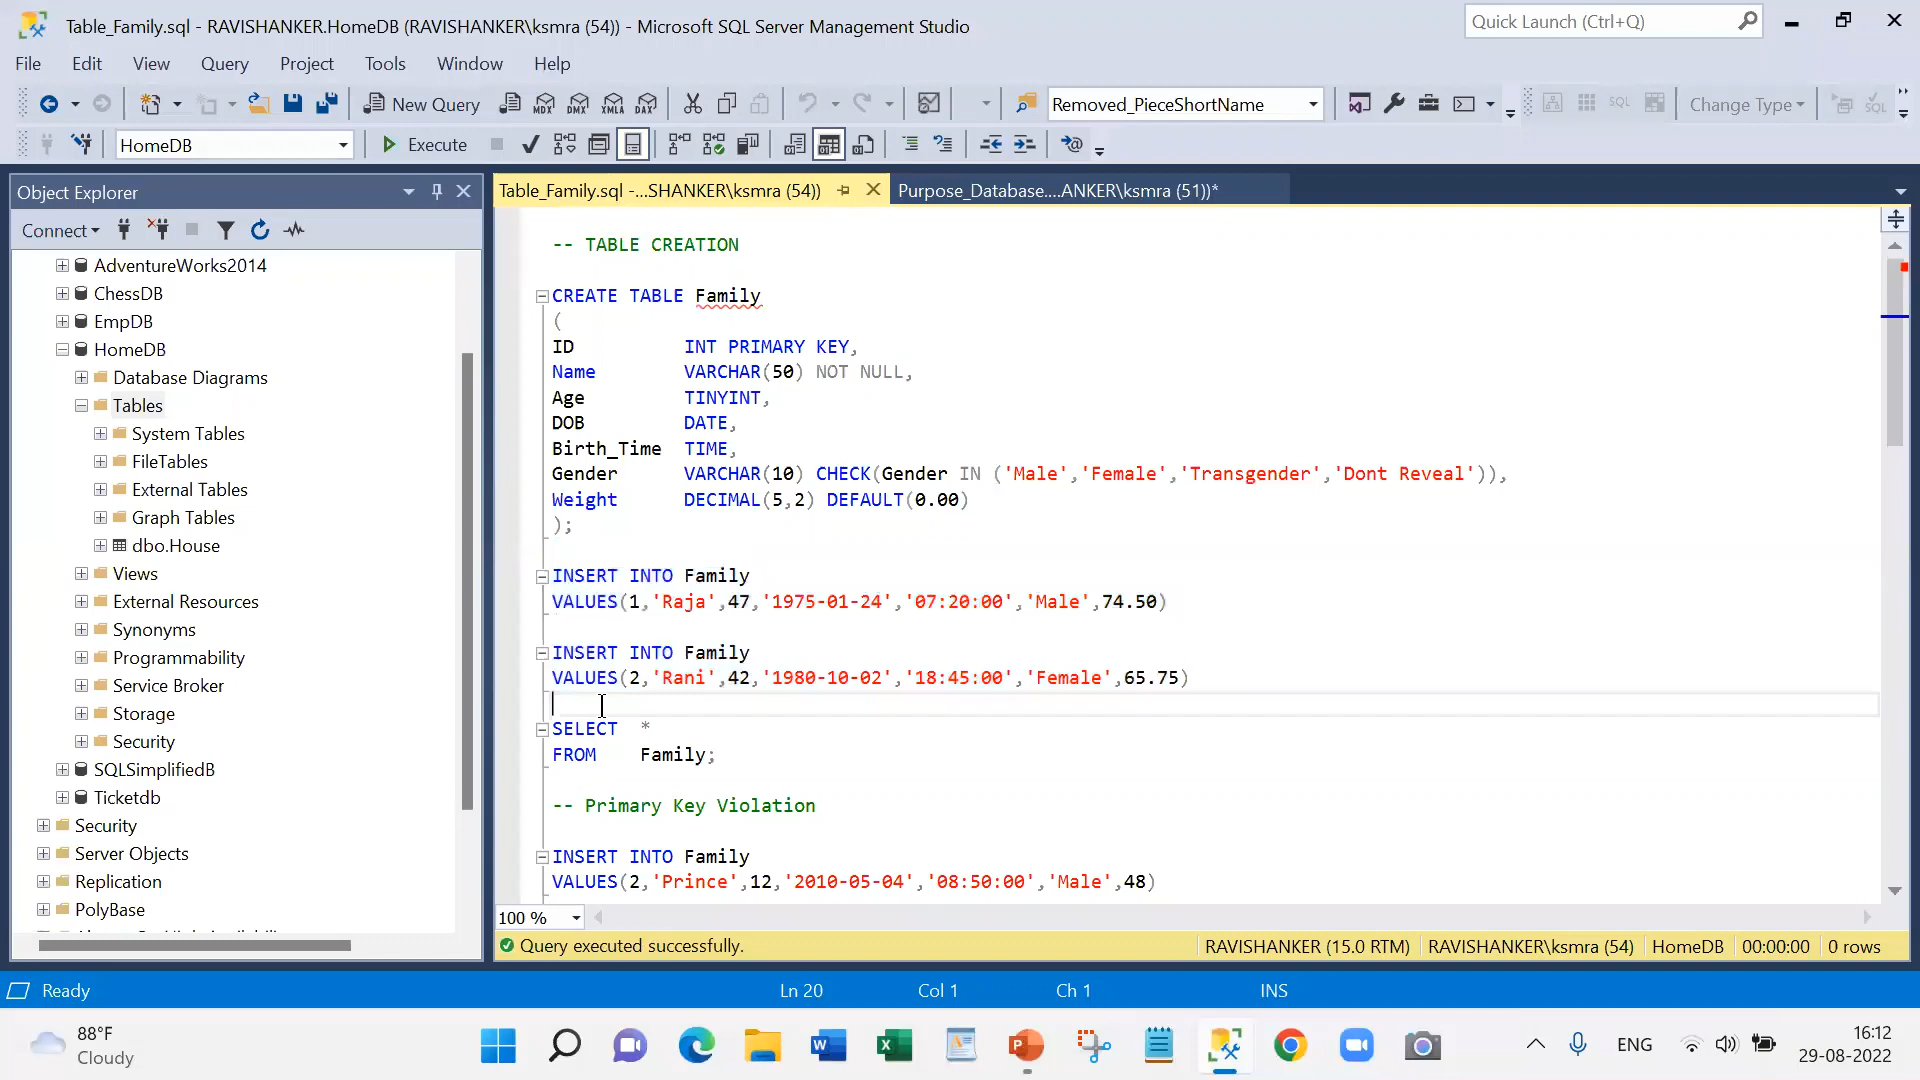 Table_Family.sql - RAVISHANKER.HomeDB (RAVISHANKER\ksmra (54)) - Microsoft SQL Server Management Studio
Quick Launch (Ctrl+Q)
File Edit View Query Project Tools Window Help
New Query MDX DMX XMLA DAX Removed_PieceShortName SQL Change Type SQL
HomeDB Execute
Object Explorer
Table_Family.sql -...SHANKER\ksmra (54)) Purpose_Database....ANKER\ksmra (51))*
Connect
AdventureWorks2014
ChessDB
EmpDB
HomeDB
Database Diagrams
Tables
System Tables
FileTables
External Tables
Graph Tables
dbo.House
Views
External Resources
Synonyms
Programmability
Service Broker
Storage
Security
SQLSimplifiedB
Ticketdb
Security
Server Objects
Replication
PolyBase
-- TABLE CREATION
CREATE TABLE Family
(
ID INT PRIMARY KEY,
Name VARCHAR(50) NOT NULL,
Age TINYINT,
DOB DATE,
Birth_Time TIME,
Gender VARCHAR(10) CHECK(Gender IN ('Male','Female','Transgender','Dont Reveal')),
Weight DECIMAL(5,2) DEFAULT(0.00)
);
INSERT INTO Family
VALUES(1,'Raja',47,'1975-01-24','07:20:00','Male',74.50)
INSERT INTO Family
VALUES(2,'Rani',42,'1980-10-02','18:45:00','Female',65.75)
SELECT *
FROM Family;
-- Primary Key Violation
INSERT INTO Family
VALUES(2,'Prince',12,'2010-05-04','08:50:00','Male',48)
100 %
Query executed successfully. RAVISHANKER (15.0 RTM) RAVISHANKER\ksmra (54) HomeDB 00:00:00 0 rows
Ready Ln 20 Col 1 Ch 1 INS
88°F
Cloudy
ENG
16:12
29-08-2022